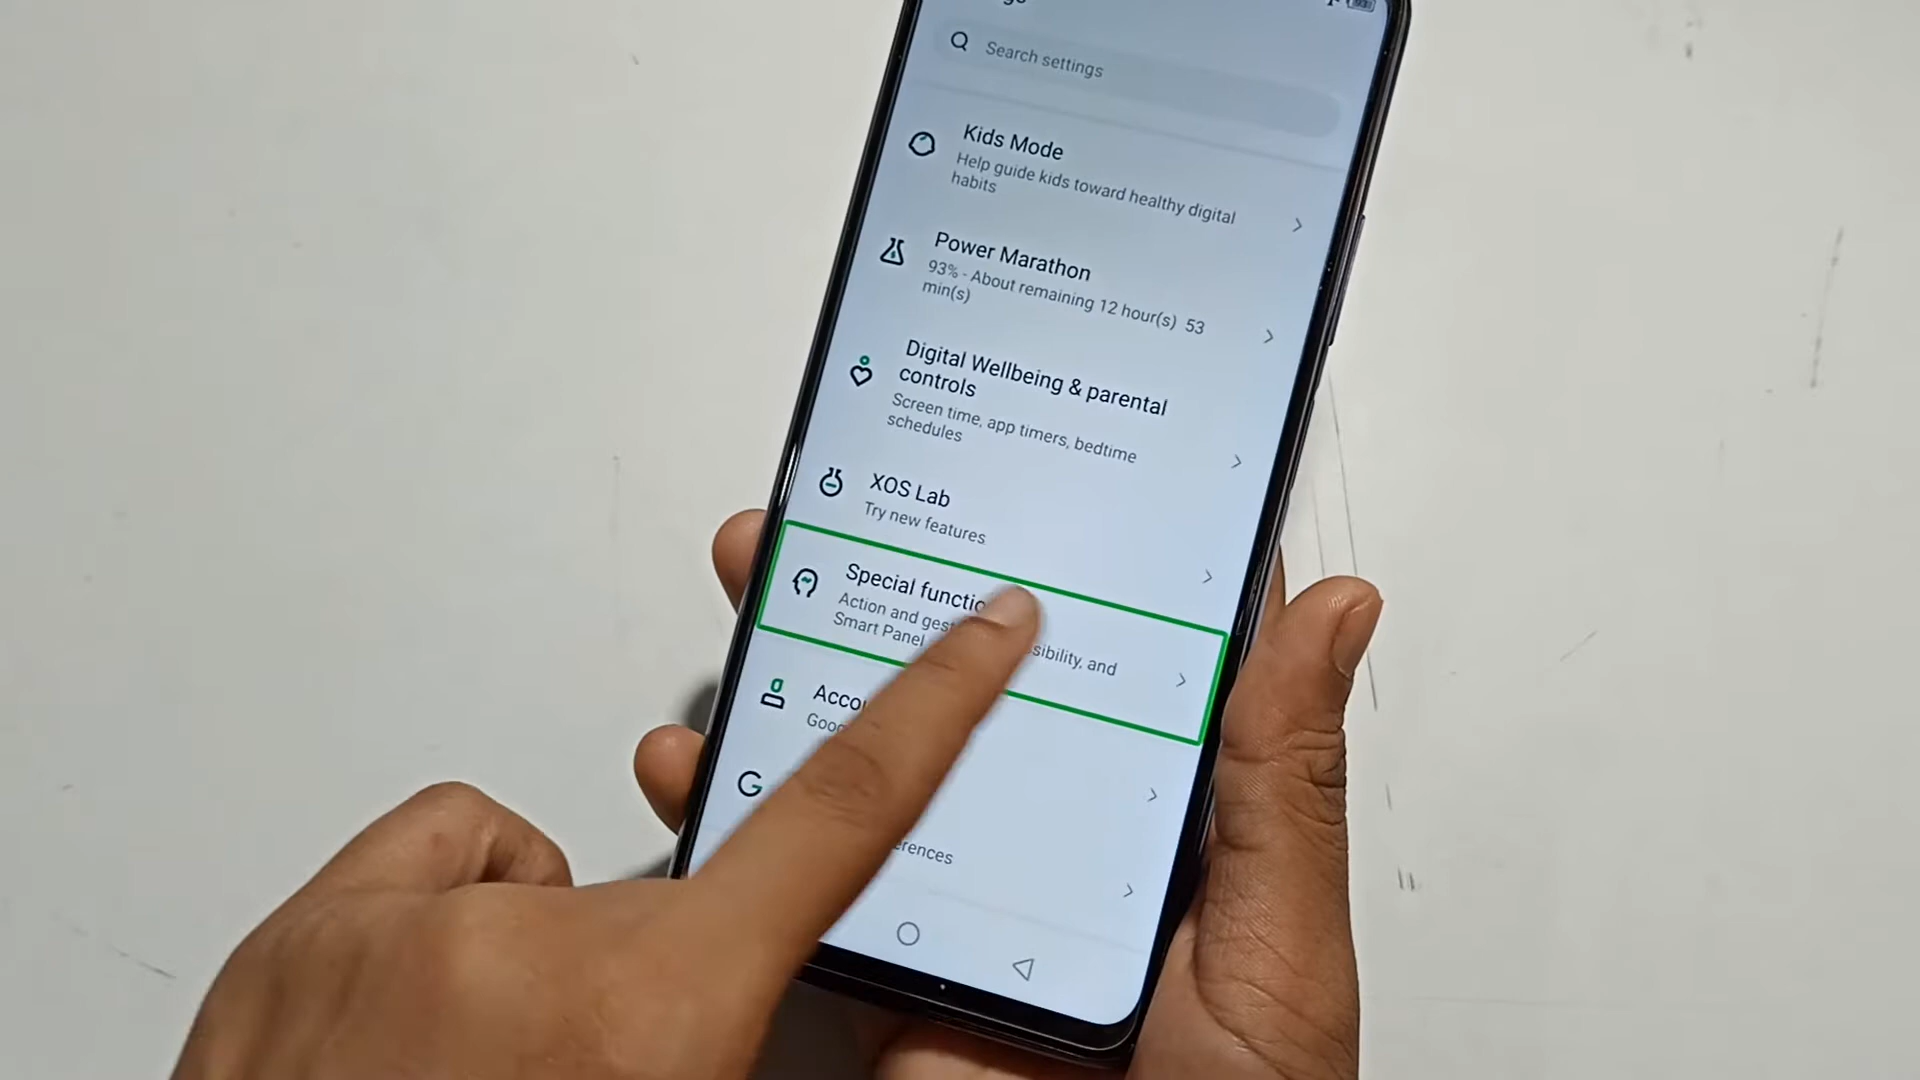 Search settings
Kids Mode
Help guide kids toward healthy digital
habits
Power Marathon
93% - About remaining 12 hour(s) 53
min(s)
Digital Wellbeing & parental
controls
Screen time, app timers, bedtime
schedules
XOS Lab
Try new features
Special functio
Action and ges sibility, and
Smart Panel
Acco
Goo
G
erences